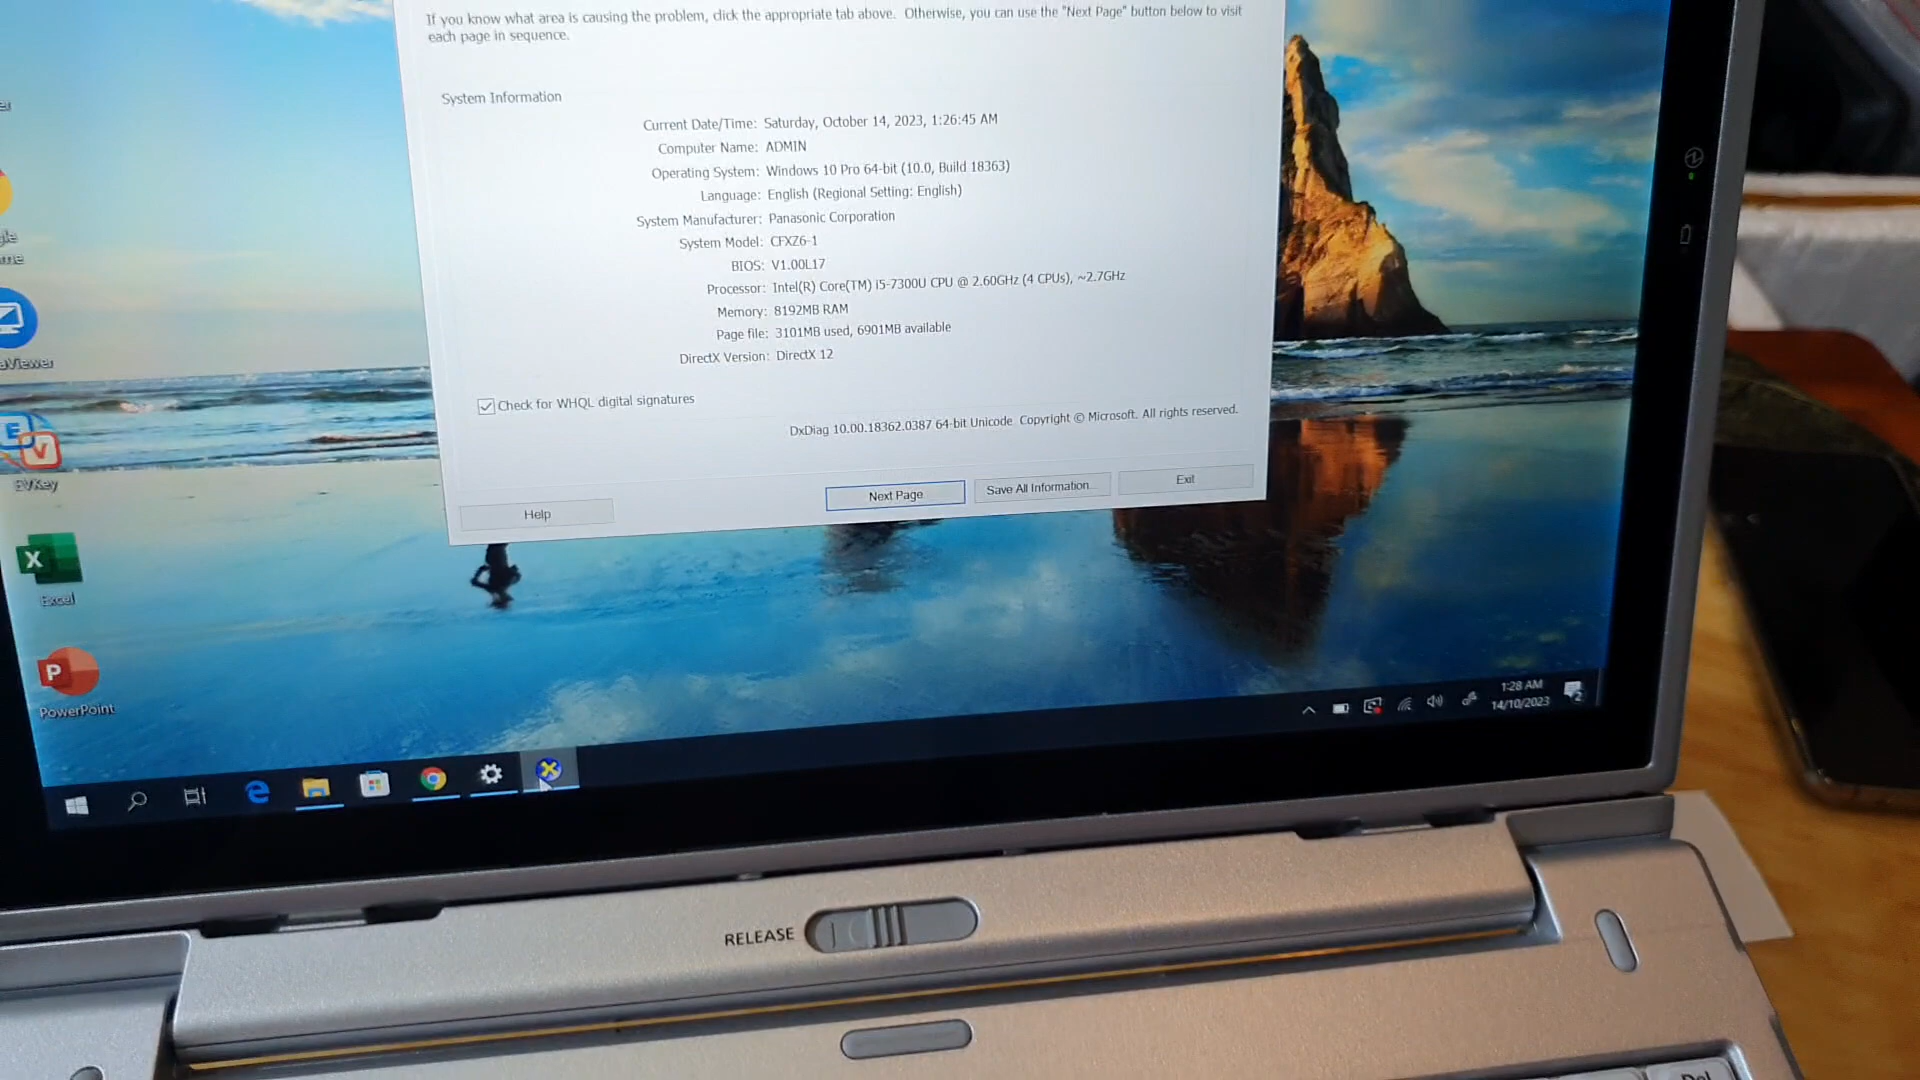 If you know what area is causing the problem, click the appropriate tab above. Otherwise, you can use the "Next Page" button below to visit
each page in sequence.
System Information
Current Date/Time: Saturday, October 14, 2023, 1:26:45 AM
Computer Name: ADMIN
Operating System: Windows 10 Pro 64-bit (10.0, Build 18363)
Language: English (Regional Setting: English)
System Manufacturer: Panasonic Corporation
System Model: CFXZ6-1
BIOS: V1.00L17
Processor: Intel(R) Core(TM) i5-7300U CPU @ 2.60GHz (4 CPUs), ~2.7GHz
Memory: 8192MB RAM
Page file: 3101MB used, 6901MB available
DirectX Version: DirectX 12
Check for WHQL digital signatures
DxDiag 10.00.18362.0387 64-bit Unicode Copyright © Microsoft. All rights reserved.
Help
Next Page
Save All Information...
Exit
E
V
EVKey
X
Excel
P
PowerPoint
1:28 AM
14/10/2023
2
RELEASE
Del